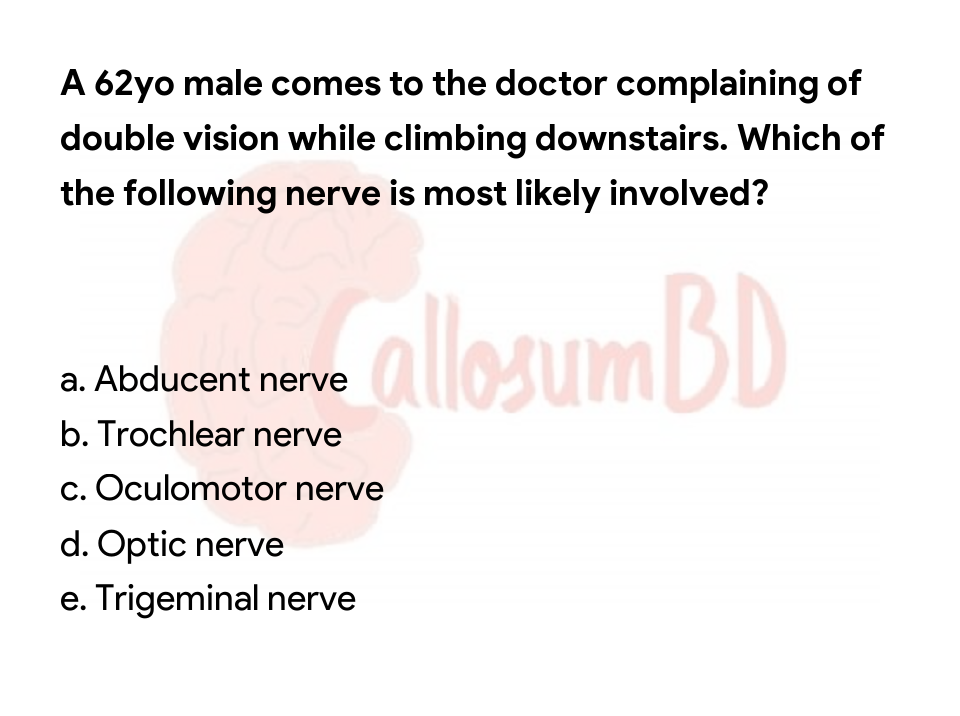 A 62yo male comes to the doctor complaining of
double vision while climbing downstairs. Which of
the following nerve is most likely involved?
CallosumBD
a. Abducent nerve
b. Trochlear nerve
c. Oculomotor nerve
d. Optic nerve
e. Trigeminal nerve